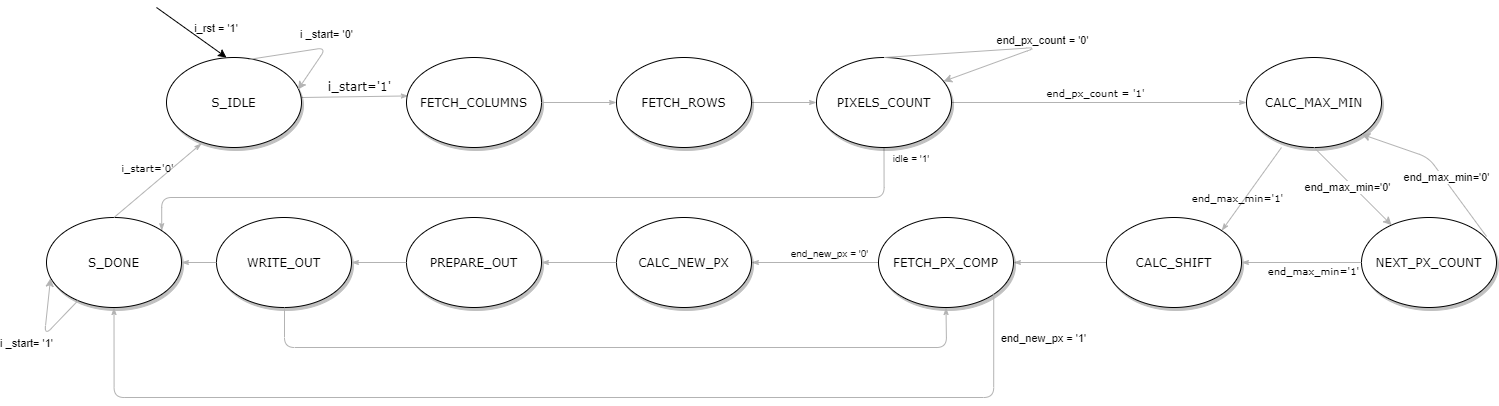 i_rst = '1'
i _start= '0'
end_px_count = '0'
S_IDLE
i_start='1'
FETCH_COLUMNS
FETCH_ROWS
PIXELS_COUNT
end_px_count = '1'
CALC_MAX_MIN
i_start='0'
idle = '1'
end_max_min='1'
end_max_min='0'
end_max_min='0'
S_DONE
WRITE_OUT
PREPARE_OUT
CALC_NEW_PX
end_new_px = '0'
FETCH_PX_COMP
CALC_SHIFT
end_max_min='1'
NEXT_PX_COUNT
i _start= '1'
end_new_px = '1'